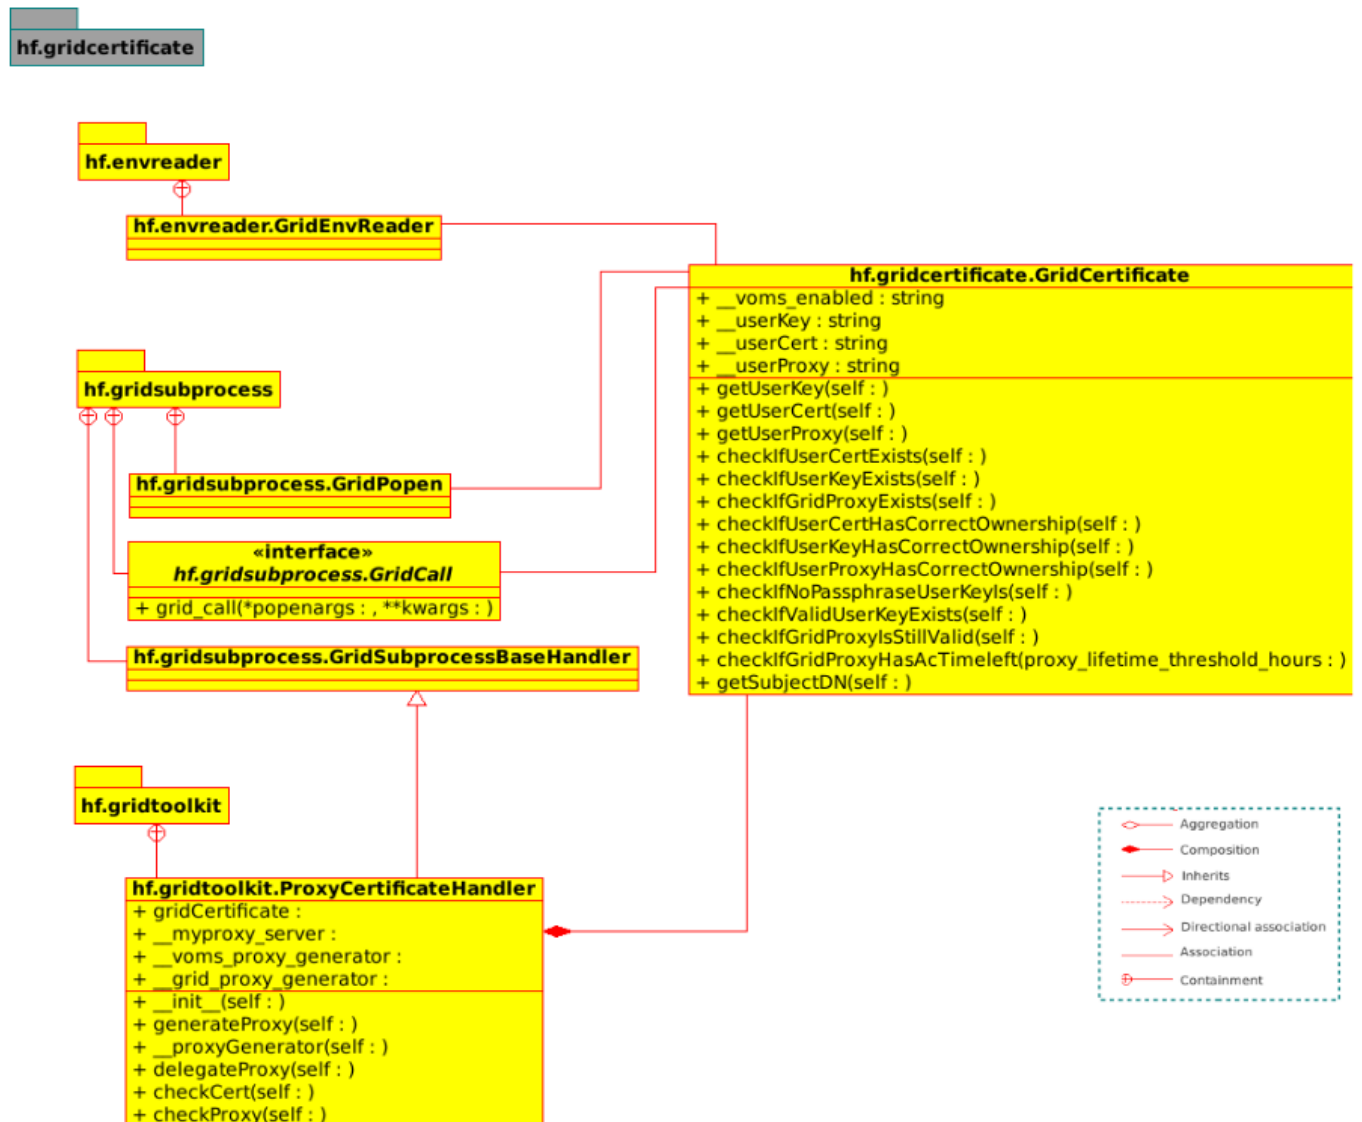 hf.gridcertificate
hf.envreader
hf.envreader.GridEnvReader
hf.gridcertificate.GridCertificate
+ __voms_enabled : string
+ __userKey : string
+ __userCert : string
+ __userProxy : string
+ getUserKey(self : )
+ getUserCert(self : )
+ getUserProxy(self : )
+ checkIfUserCertExists(self : )
+ checkIfUserKeyExists(self : )
+ checkIfGridProxyExists(self : )
+ checkIfUserCertHasCorrectOwnership(self : )
+ checkIfUserKeyHasCorrectOwnership(self : )
+ checkIfUserProxyHasCorrectOwnership(self : )
+ checkIfNoPassphraseUserKeyIs(self : )
+ checkIfValidUserKeyExists(self : )
+ checkIfGridProxyIsStillValid(self : )
+ checkIfGridProxyHasAcTimeleft(proxy_lifetime_threshold_hours : )
+ getSubjectDN(self : )
hf.gridsubprocess
hf.gridsubprocess.GridPopen
«interface»
hf.gridsubprocess.GridCall
+ grid_call(*popenargs : , **kwargs : )
hf.gridsubprocess.GridSubprocessBaseHandler
hf.gridtoolkit
hf.gridtoolkit.ProxyCertificateHandler
+ gridCertificate :
+ __myproxy_server :
+ __voms_proxy_generator :
+ __grid_proxy_generator :
+ __init__(self : )
+ generateProxy(self : )
+ __proxyGenerator(self : )
+ delegateProxy(self : )
+ checkCert(self : )
+ checkProxy(self : )
Aggregation
Composition
Inherits
Dependency
Directional association
Association
Containment